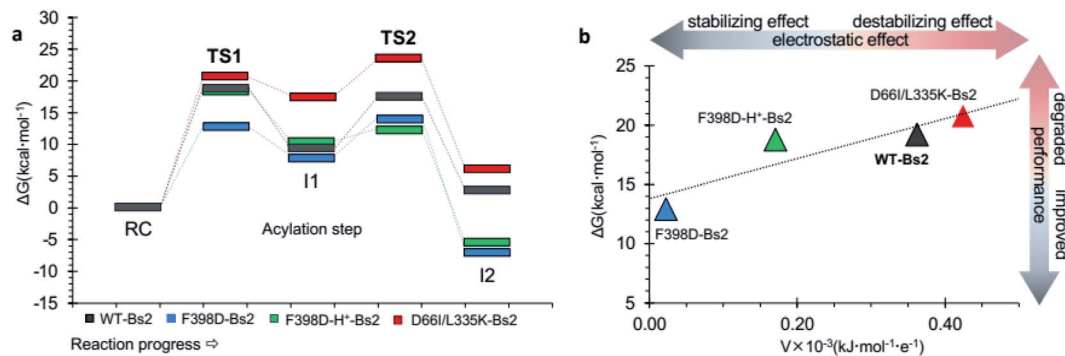 a
ΔG(kcal·mol⁻¹)
30
25
20
15
10
5
0
-5
-10
-15
TS1
TS2
RC
I1
I2
Acylation step
WT-Bs2 F398D-Bs2 F398D-H⁺-Bs2 D66I/L335K-Bs2
Reaction progress ⇨
b
stabilizing effect destabilizing effect
electrostatic effect
ΔG(kcal·mol⁻¹)
25
20
15
10
5
D66I/L335K-Bs2
F398D-H⁺-Bs2
WT-Bs2
F398D-Bs2
0.00 0.20 0.40
V×10⁻³(kJ·mol⁻¹·e⁻¹)
degraded improved
performance